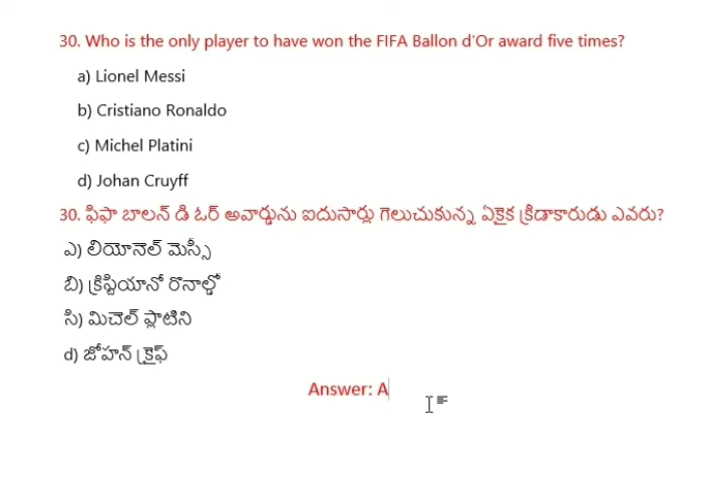 30. Who is the only player to have won the FIFA Ballon d'Or award five times?
a) Lionel Messi
b) Cristiano Ronaldo
c) Michel Platini
d) Johan Cruyff
30. ఫిఫా బాలన్ డి ఓర్ అవార్డును ఐదుసార్లు గెలుచుకున్న ఏకైక క్రీడాకారుడు ఎవరు?
ఎ) లియోనెల్ మెస్సీ
బి) క్రిస్టియానో రొనాల్డో
సి) మిచెల్ ప్లాటిని
d) జోహన్ క్రైఫ్
Answer: A